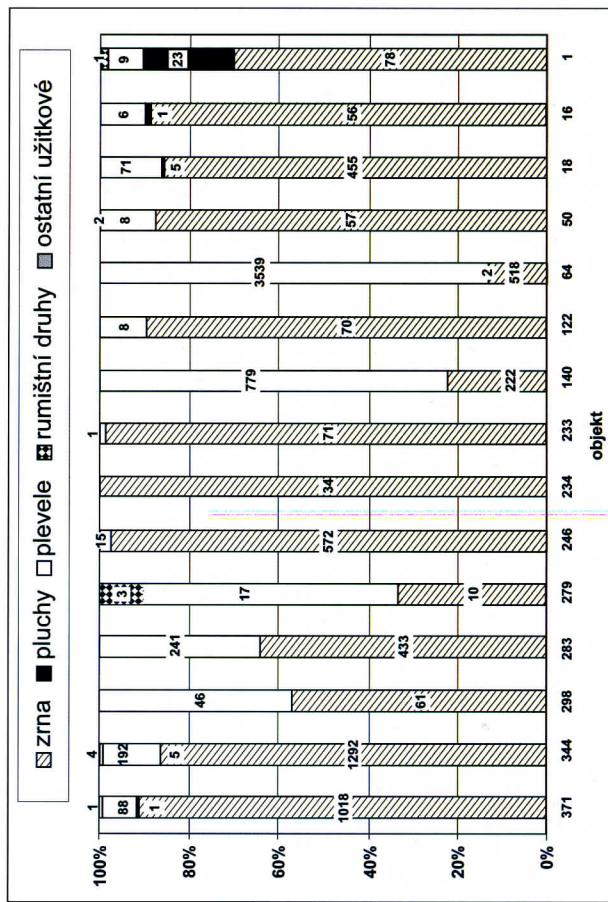 zrna pluchy plevele rumištní druhy ostatní užitkové
100%
80%
60%
40%
20%
0%
1 4 15 1 2 1
88 192 46 241 3 779 8 3539 8 71 6 9
1 5 17 2 5 1 23
1018 1292 61 433 10 572 34 71 222 70 518 57 455 56 78
371 344 298 283 279 246 234 233 140 122 64 50 18 16 1
objekt